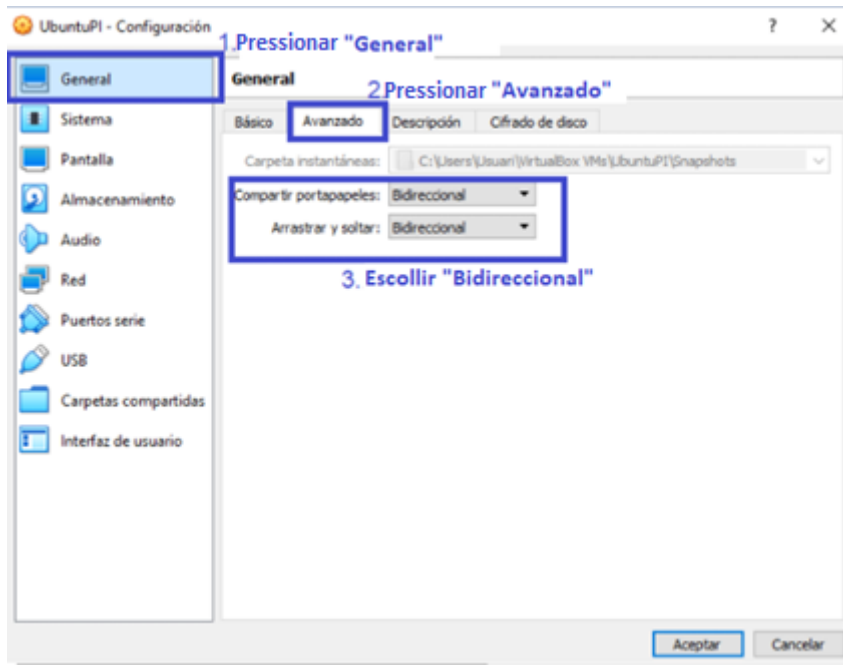 UbuntuPI - Configuración
? ×
1.Pressionar "General"
General
General
2 Pressionar "Avanzado"
Sistema
Básico Avanzado Descripción Cifrado de disco
Pantalla
Carpeta instantáneas: C:\Users\Usuari\VirtualBox VMs\UbuntuPI\Snapshots
Almacenamiento
Compartir portapapeles: Bidireccional
Audio
Arrastrar y soltar: Bidireccional
Red
3. Escollir "Bidireccional"
Puertos serie
USB
Carpetas compartidas
Interfaz de usuario
Aceptar Cancelar